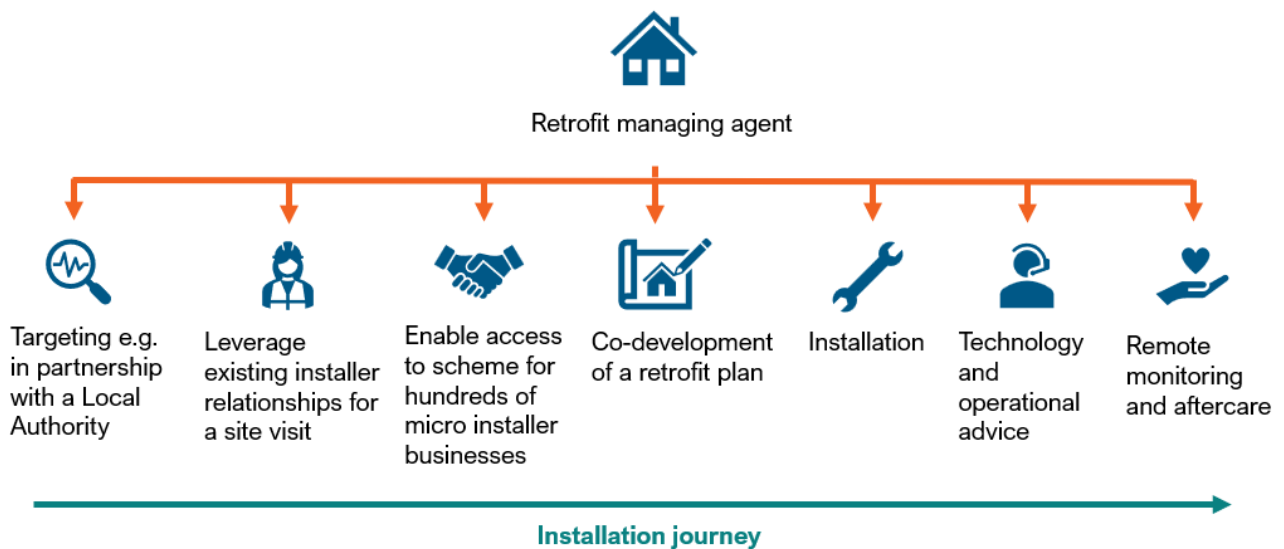 Retrofit managing agent
Targeting e.g.
in partnership
with a Local
Authority
Leverage
existing installer
relationships for
a site visit
Enable access
to scheme for
hundreds of
micro installer
businesses
Co-development
of a retrofit plan
Installation
Technology
and
operational
advice
Remote
monitoring
and aftercare
Installation journey